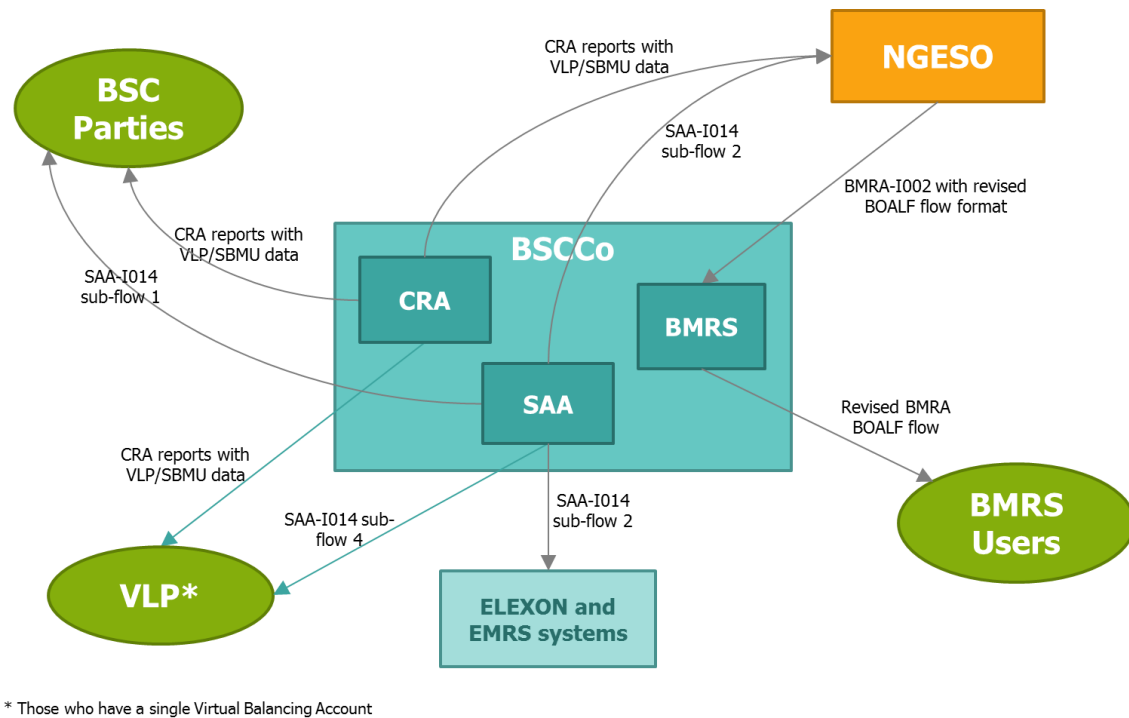 CRA reports with
VLP/SBMU data
NGESO
BSC
Parties
SAA-I014
sub-flow 2
BMRA-I002 with revised
BOALF flow format
CRA reports with
VLP/SBMU data
BSCCo
SAA-I014
sub-flow 1
CRA
BMRS
SAA
Revised BMRA
BOALF flow
CRA reports with
VLP/SBMU data
SAA-I014
sub-flow 2
SAA-I014 sub-
flow 4
BMRS
Users
VLP*
ELEXON and
EMRS systems
* Those who have a single Virtual Balancing Account